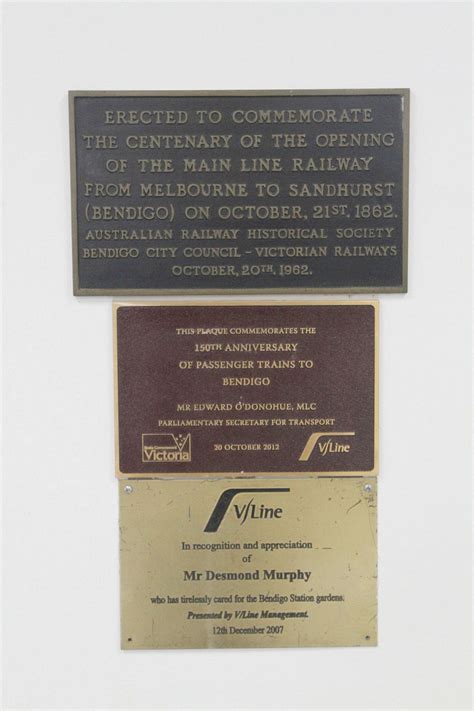 ERECTED TO COMMEMORATE
THE CENTENARY OF THE OPENING
OF THE MAIN LINE RAILWAY
FROM MELBOURNE TO SANDHURST
(BENDIGO) ON OCTOBER, 21ST. 1862.
AUSTRALIAN RAILWAY HISTORICAL SOCIETY
BENDIGO CITY COUNCIL – VICTORIAN RAILWAYS
OCTOBER, 20TH. 1962.
THIS PLAQUE COMMEMORATES THE
150TH ANNIVERSARY
OF PASSENGER TRAINS TO
BENDIGO
MR EDWARD O'DONOHUE, MLC
PARLIAMENTARY SECRETARY FOR TRANSPORT
Victoria
20 OCTOBER 2012
V/Line
V/Line
In recognition and appreciation
of
Mr Desmond Murphy
who has tirelessly cared for the Bendigo Station gardens.
Presented by V/Line Management.
12th December 2007